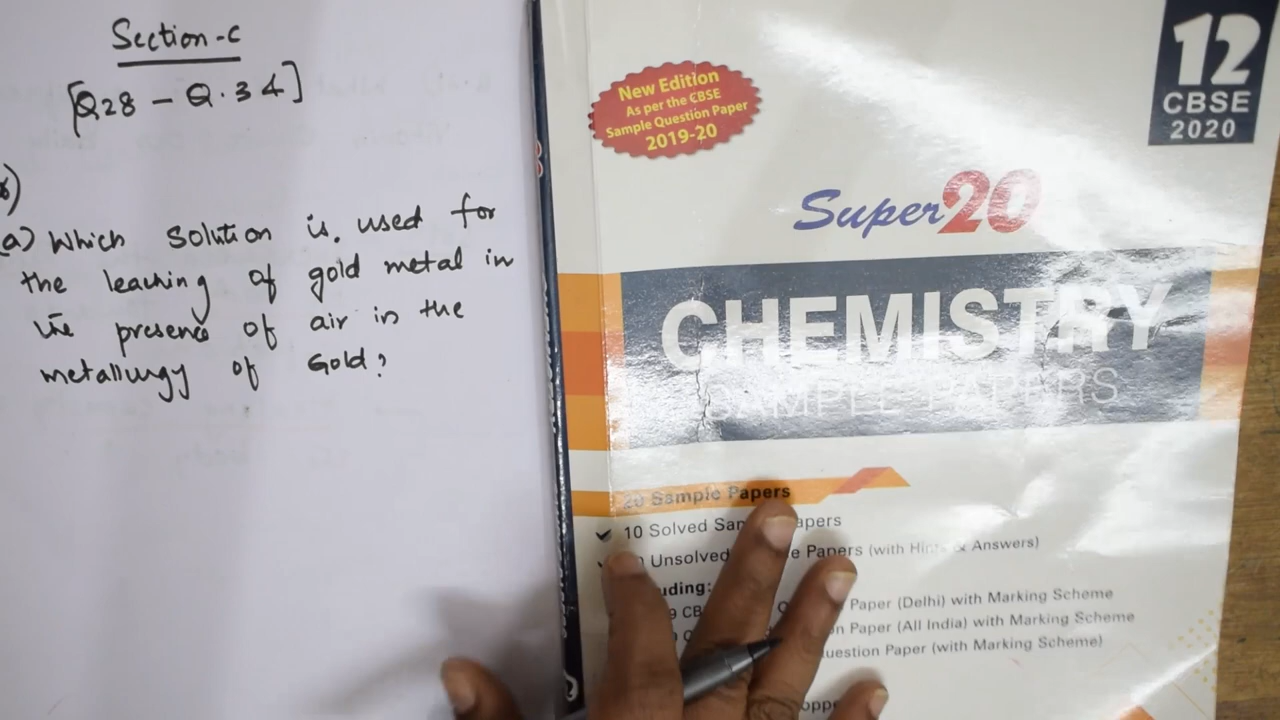 Section-C
[Q28 - Q.34]
(a) Which solution is used for
the leaching of gold metal in
the presence of air in the
metallurgy of Gold?
New Edition
As per the CBSE
Sample Question Paper
2019-20
12
CBSE
2020
Super20
CHEMISTRY
SAMPLE PAPERS
20 Sample Papers
10 Solved
Unsolved Papers (with Hints & Answers)
Paper (Delhi) with Marking Scheme
Paper (All India) with Marking Scheme
Paper (with Marking Scheme)